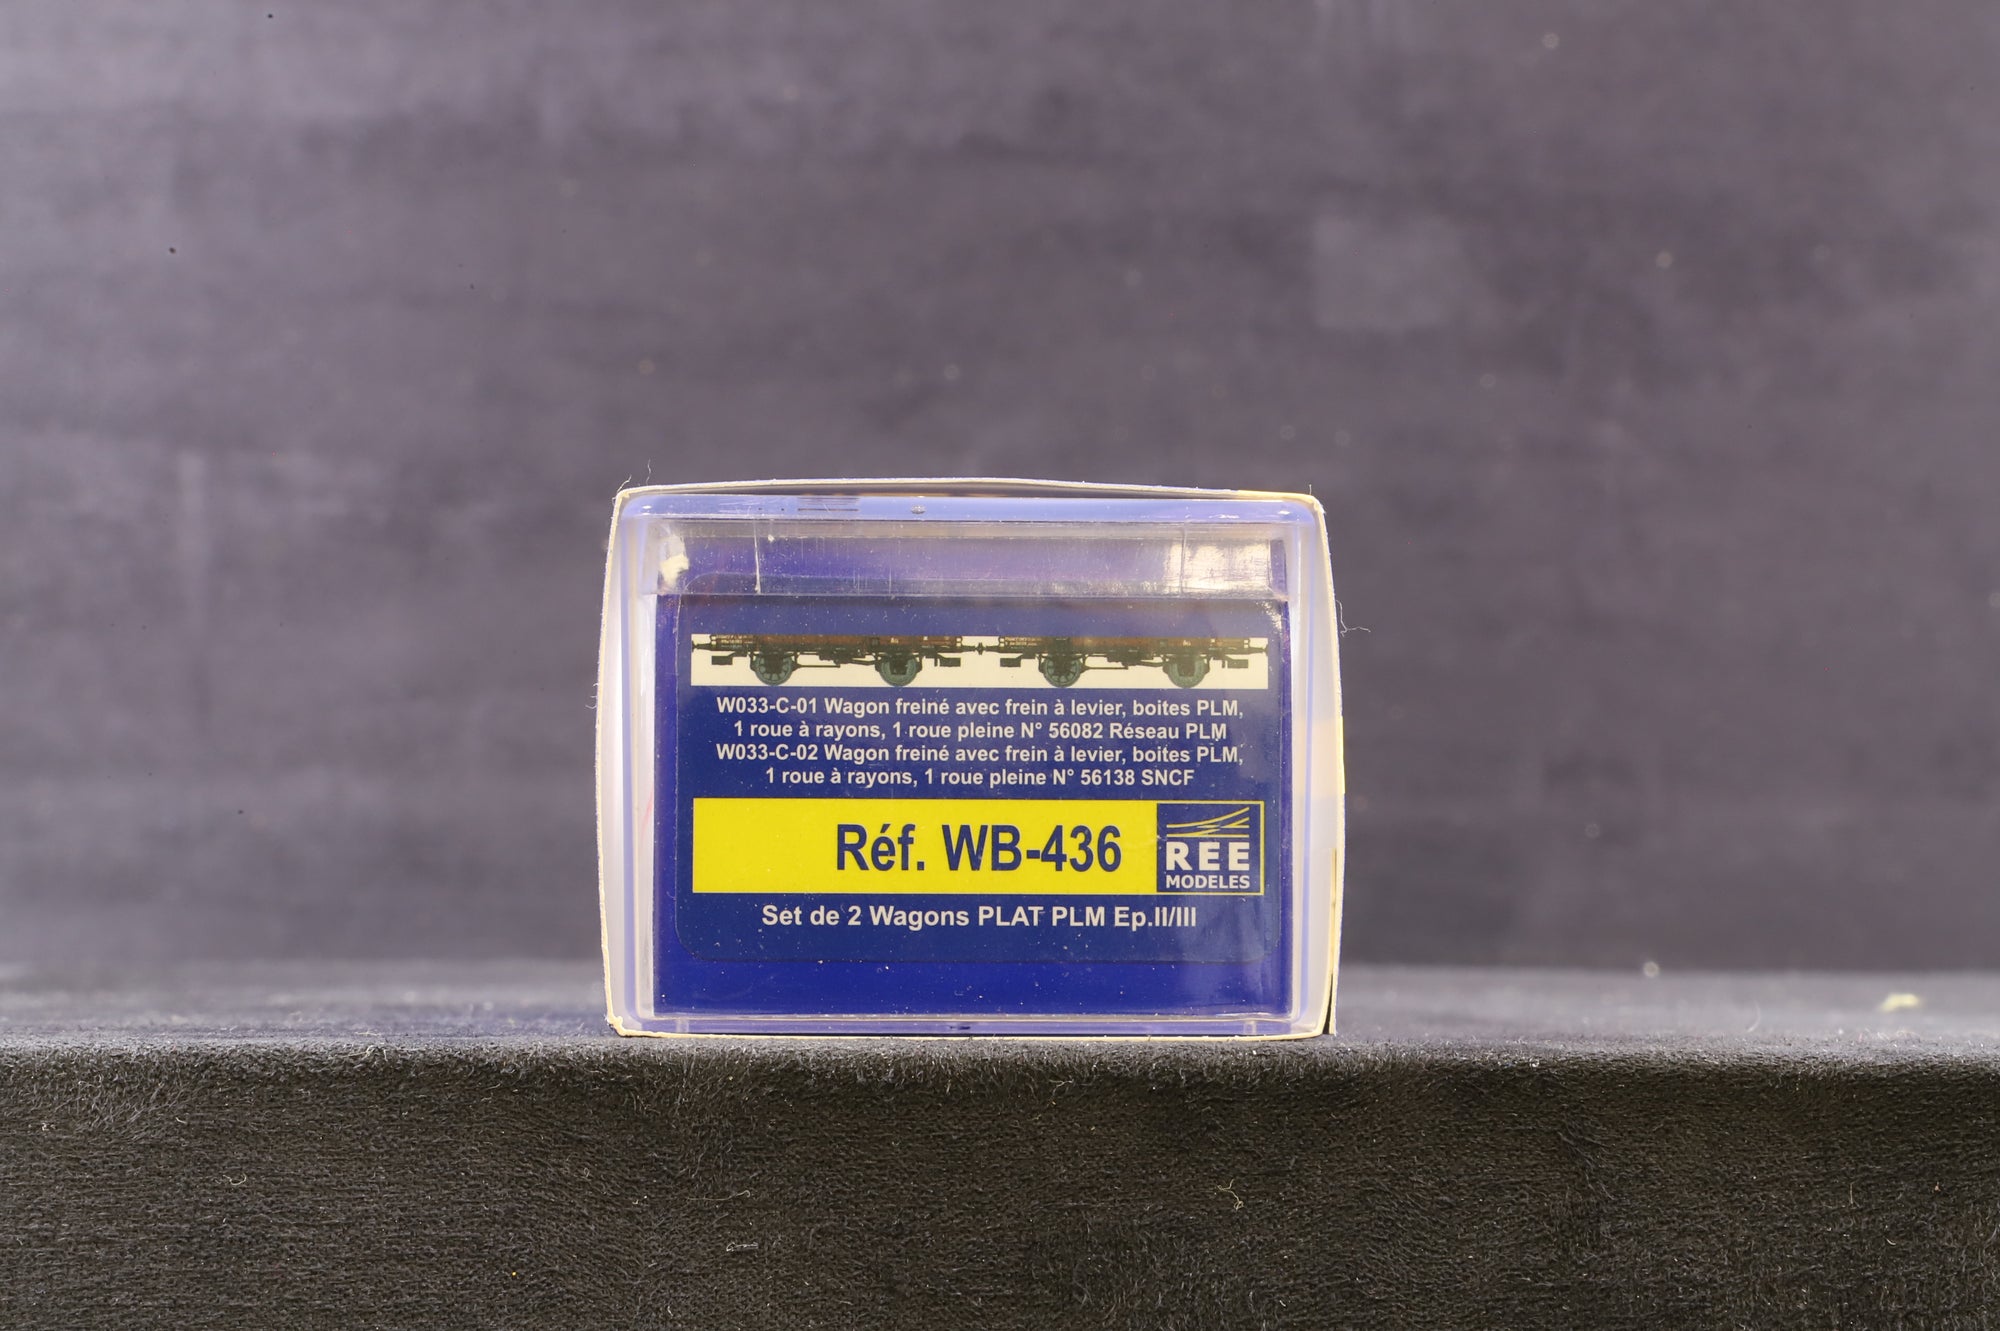 W033-C-01 Wagon freiné avec frein à levier, boites PLM,
1 roue à rayons, 1 roue pleine N° 56082 Réseau PLM
W033-C-02 Wagon freiné avec frein à levier, boites PLM,
1 roue à rayons, 1 roue pleine N° 56138 SNCF
Réf. WB-436
REE
MODELES
Set de 2 Wagons PLAT PLM Ep.II/III